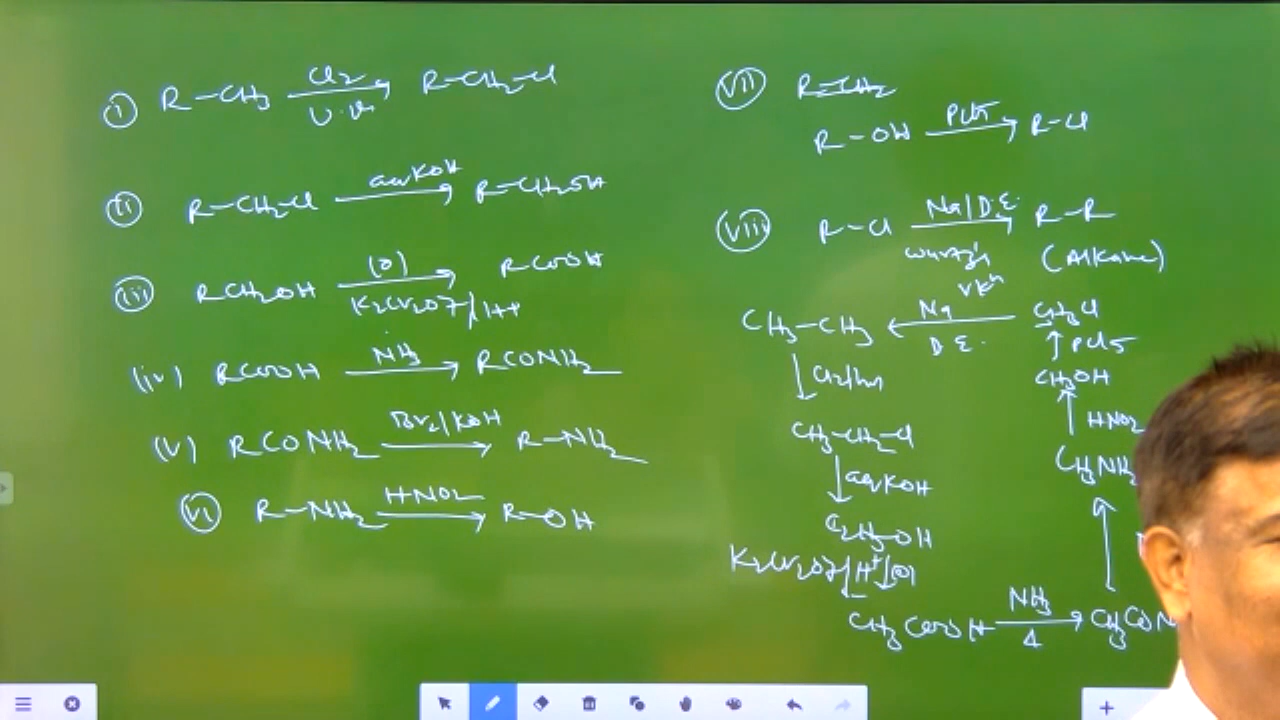 (i) R-CH3 —Cl2/U.V.→ R-CH2-Cl
(ii) R-CH2-Cl —aq KOH→ R-CH2OH
(iii) RCH2OH —(O)/K2Cr2O7/H+→ RCOOH
(iv) RCOOH —NH3→ RCONH2
(v) RCONH2 —Br2/KOH→ R-NH2
(vi) R-NH2 —HNO2→ R-OH
(vii) R-CH2
R-OH —PCl5→ R-Cl
(viii) R-Cl —Na/D.E.→ R-R
wurtz's rxn (Alkane)
CH3-CH3 ←Na/D.E.— CH3Cl
↓ Cl2/hν ↑ PCl5
CH3OH
CH3-CH2-Cl ↑ HNO2
↓ aq KOH CH3NH2
C2H5OH ↑
K2Cr2O7/H+ ↓ [O]
CH3COOH —NH3/Δ→ CH3CON